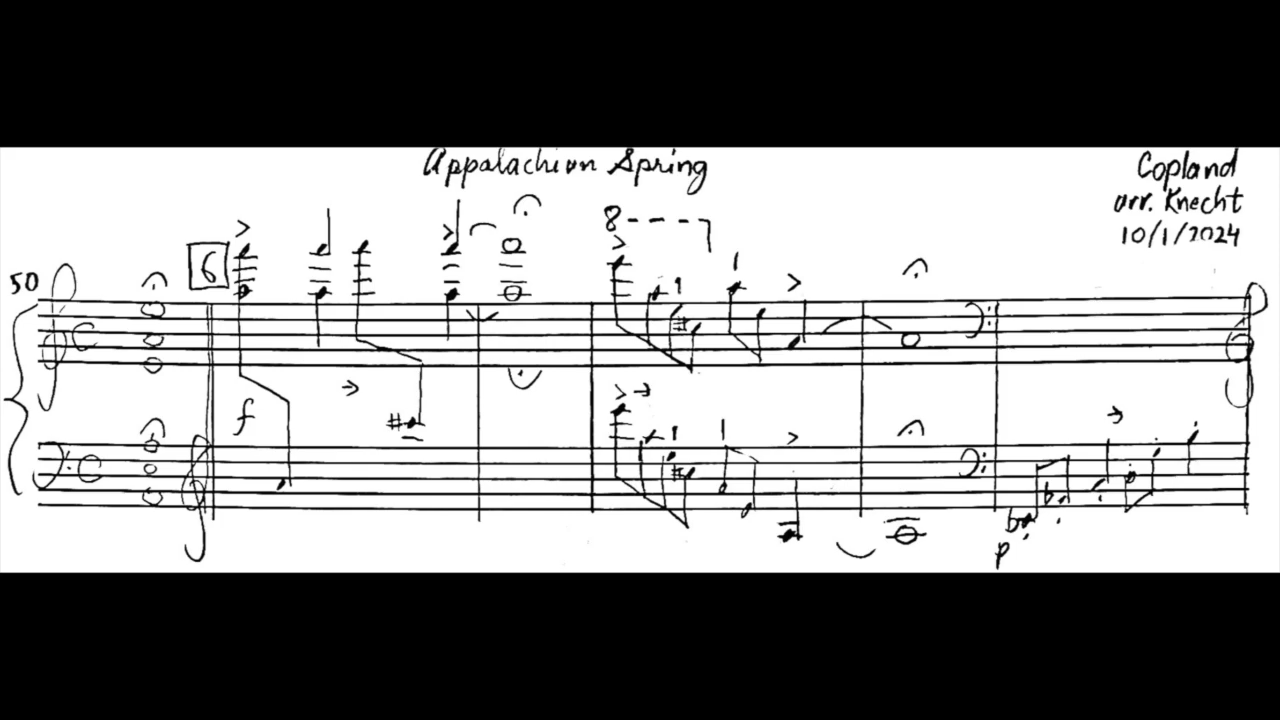 Appalachian Spring
Copland
arr. Knecht
10/1/2024
50
6
8
f
p